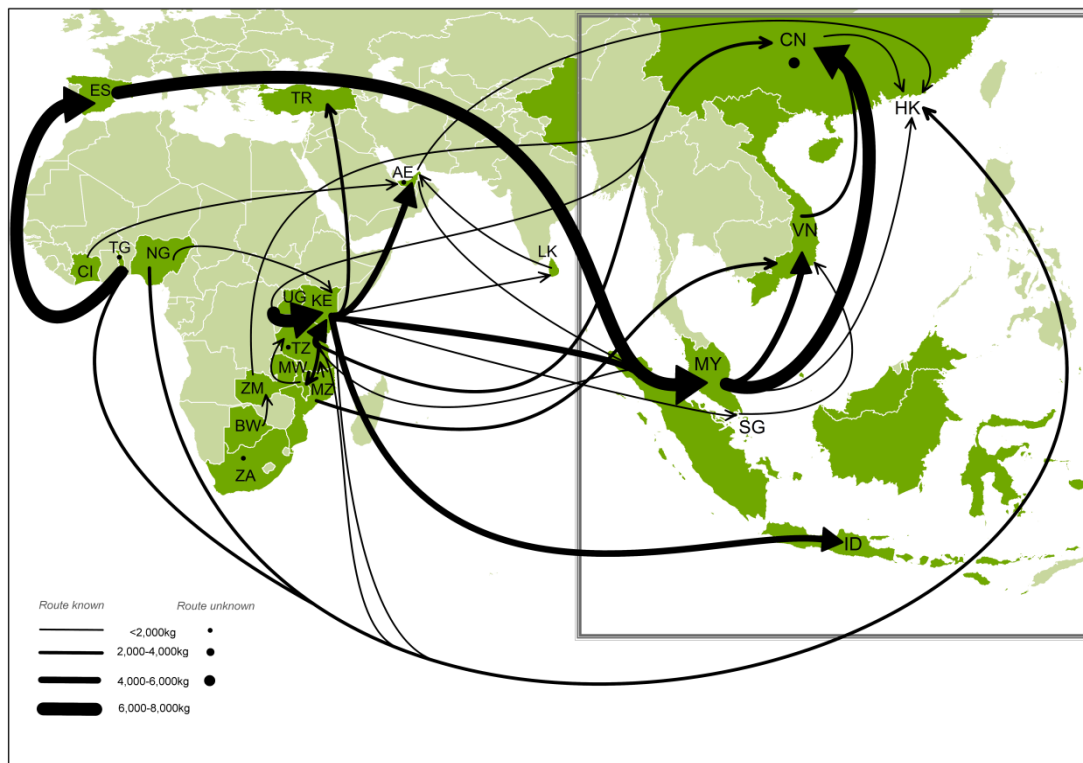 CN
ES
TR
HK
AE
TG
NG
CI
VN
LK
UG
KE
TZ
MW
MZ
MY
ZM
BW
SG
ZA
ID
Route known
Route unknown
<2,000kg
2,000-4,000kg
4,000-6,000kg
6,000-8,000kg